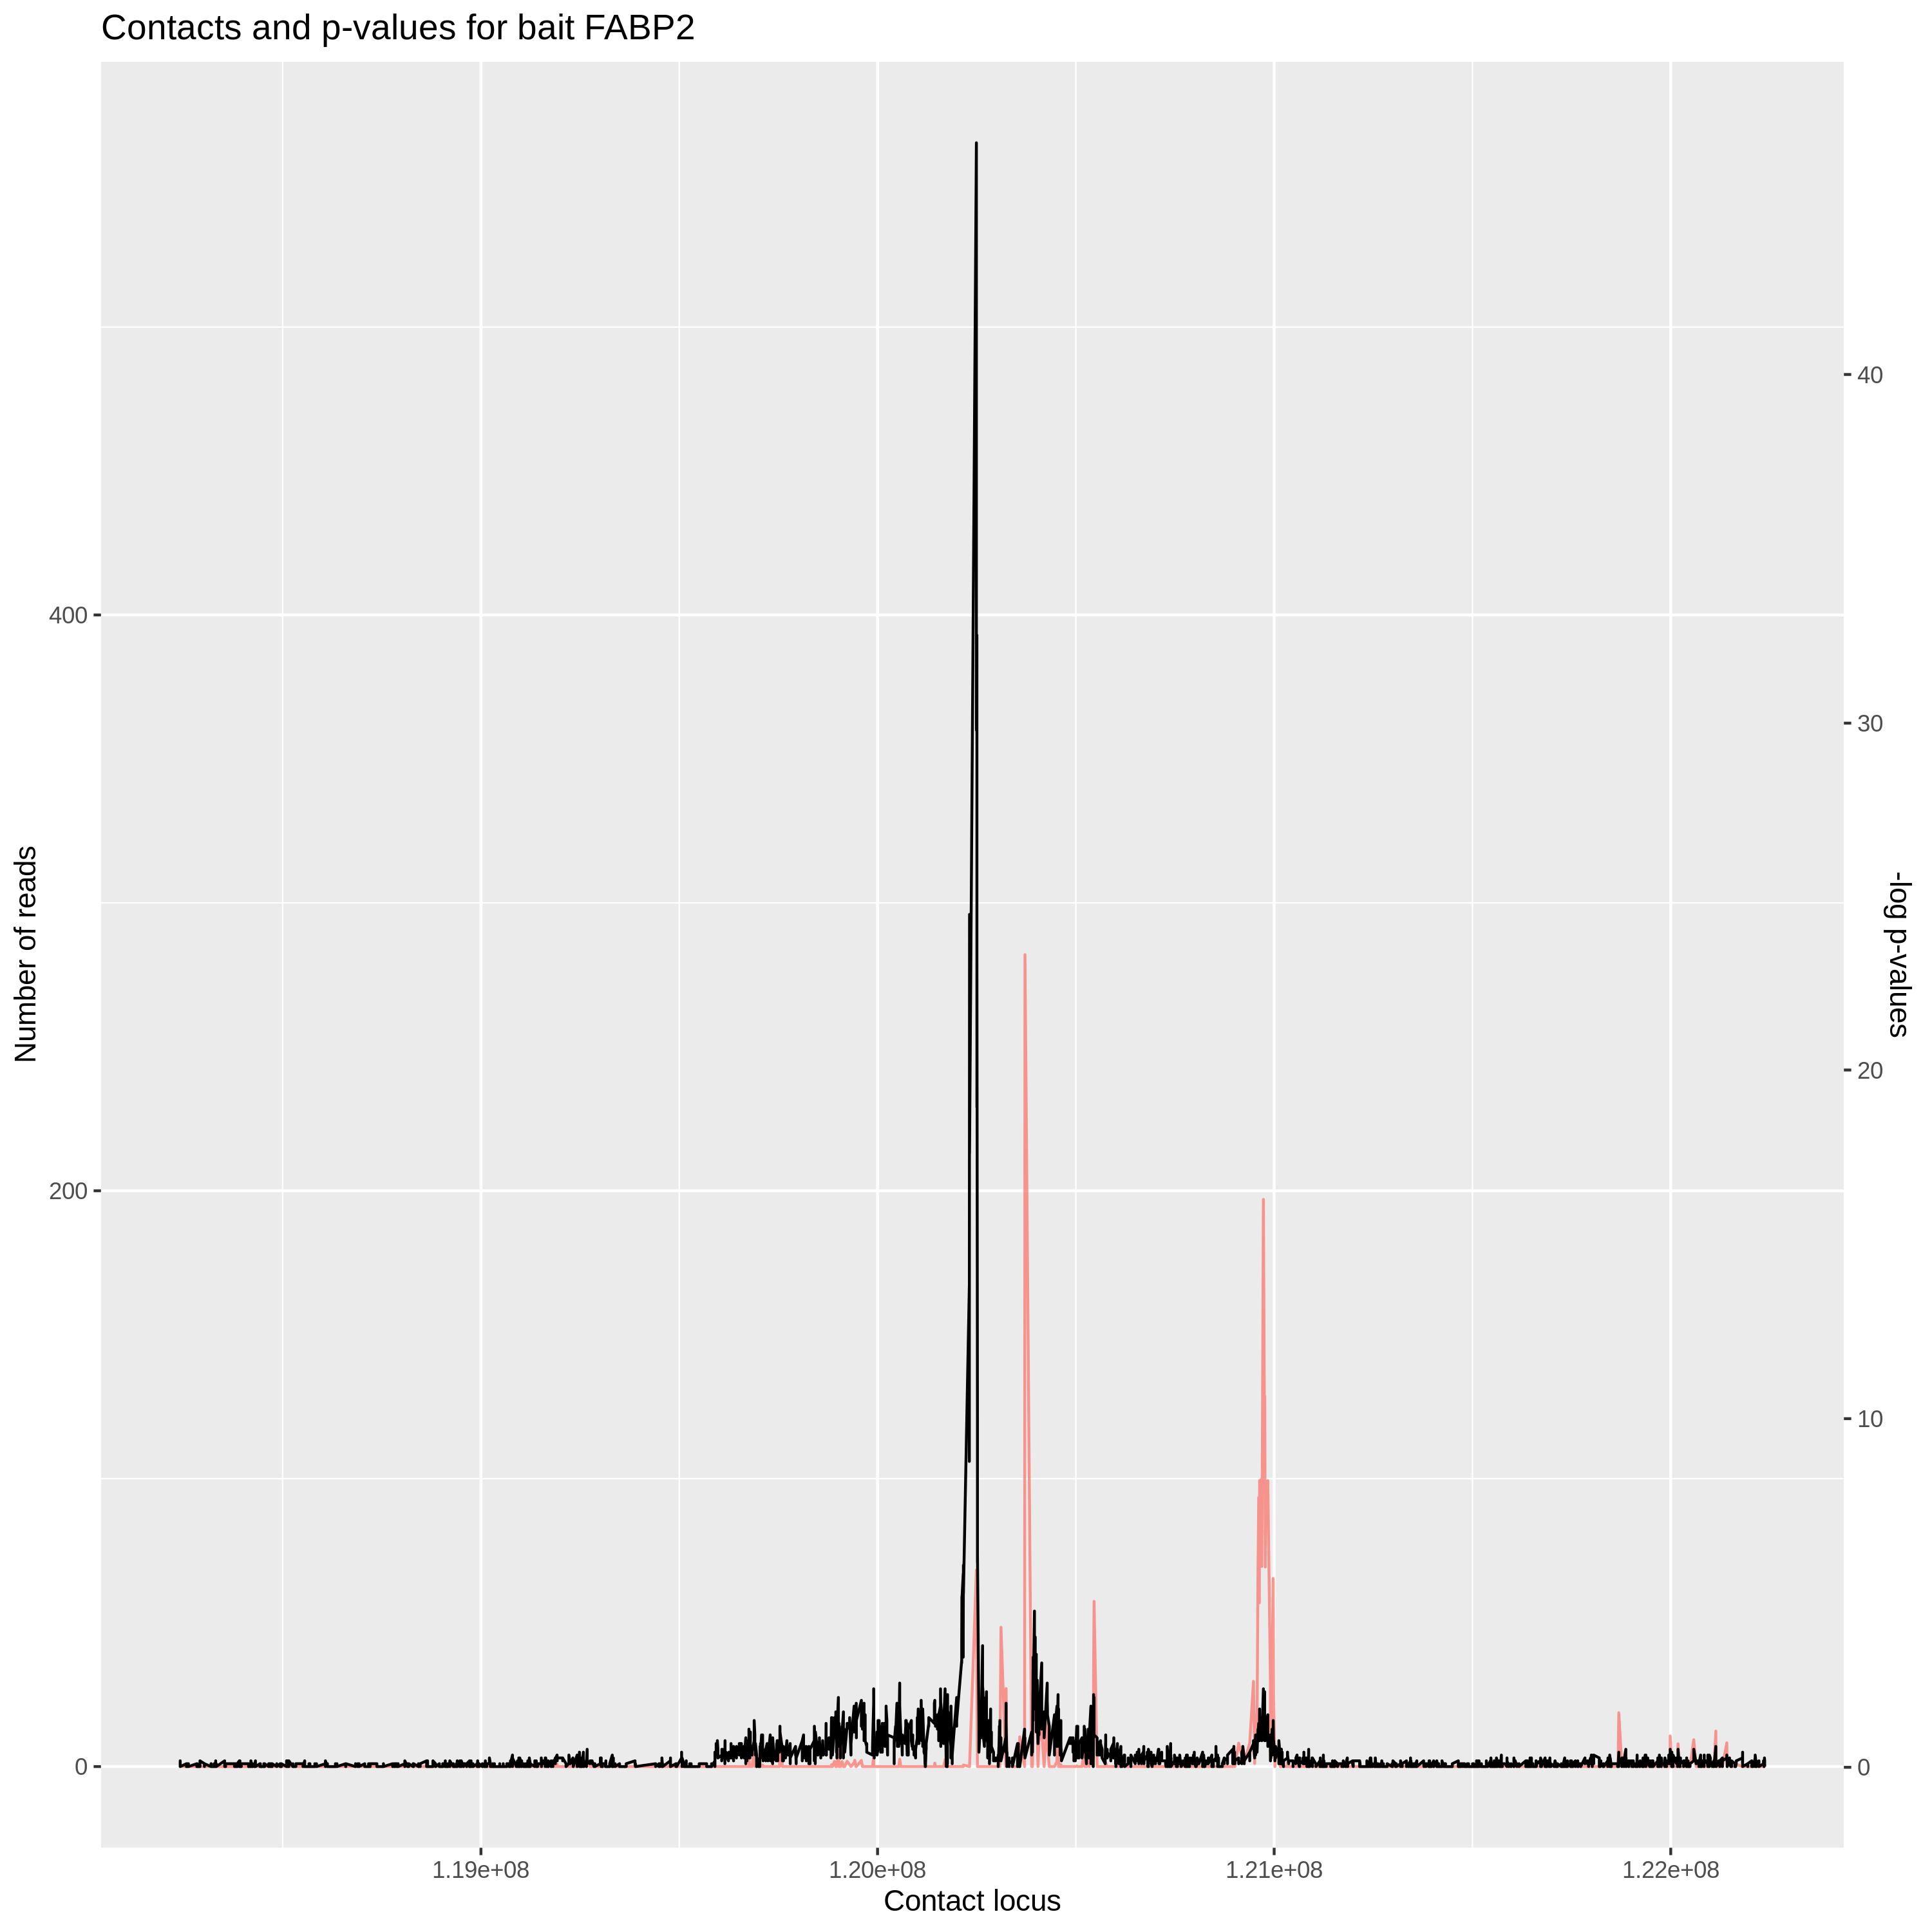 Contacts and p-values for bait FABP2
Number of reads
400
200
0
40
30
20
10
0
-log p-values
1.19e+08
1.20e+08
1.21e+08
1.22e+08
Contact locus